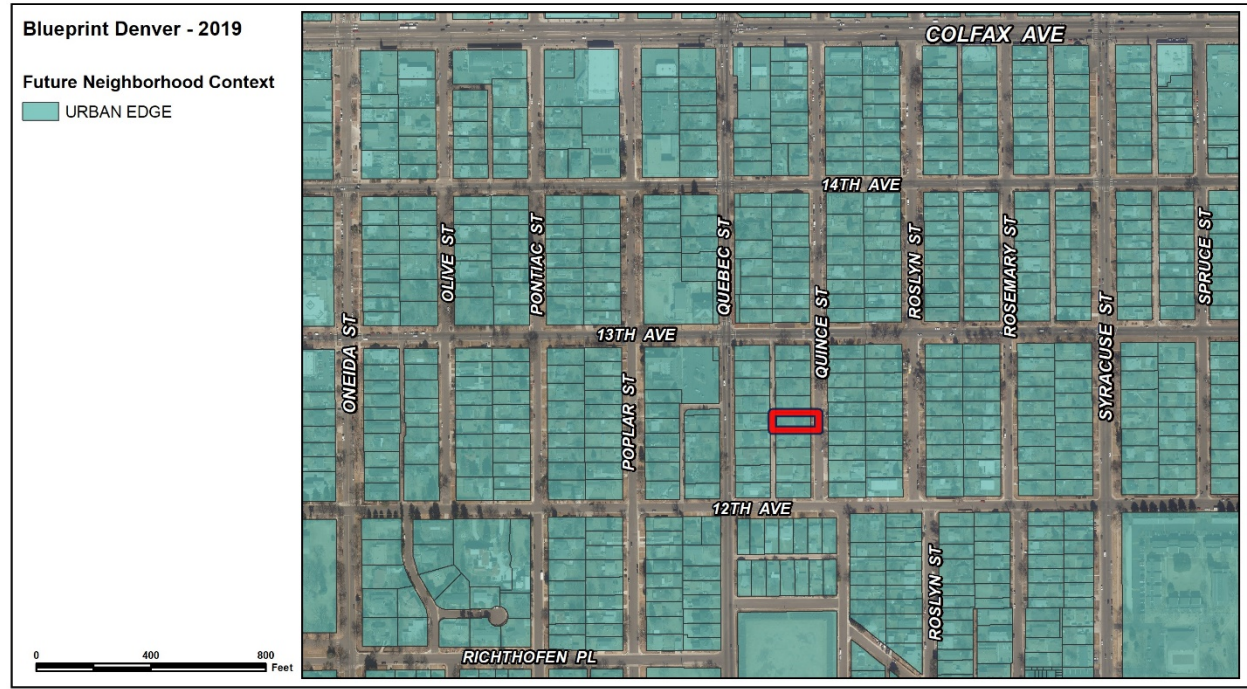 Blueprint Denver - 2019
Future Neighborhood Context
URBAN EDGE
COLFAX AVE
14TH AVE
OLIVE ST
PONTIAC ST
QUEBEC ST
ROSLYN ST
ROSEMARY ST
SPRUCE ST
ONEIDA ST
13TH AVE
QUINCE ST
SYRACUSE ST
POPLAR ST
12TH AVE
ROSLYN ST
RICHTHOFEN PL
0 400 800
Feet